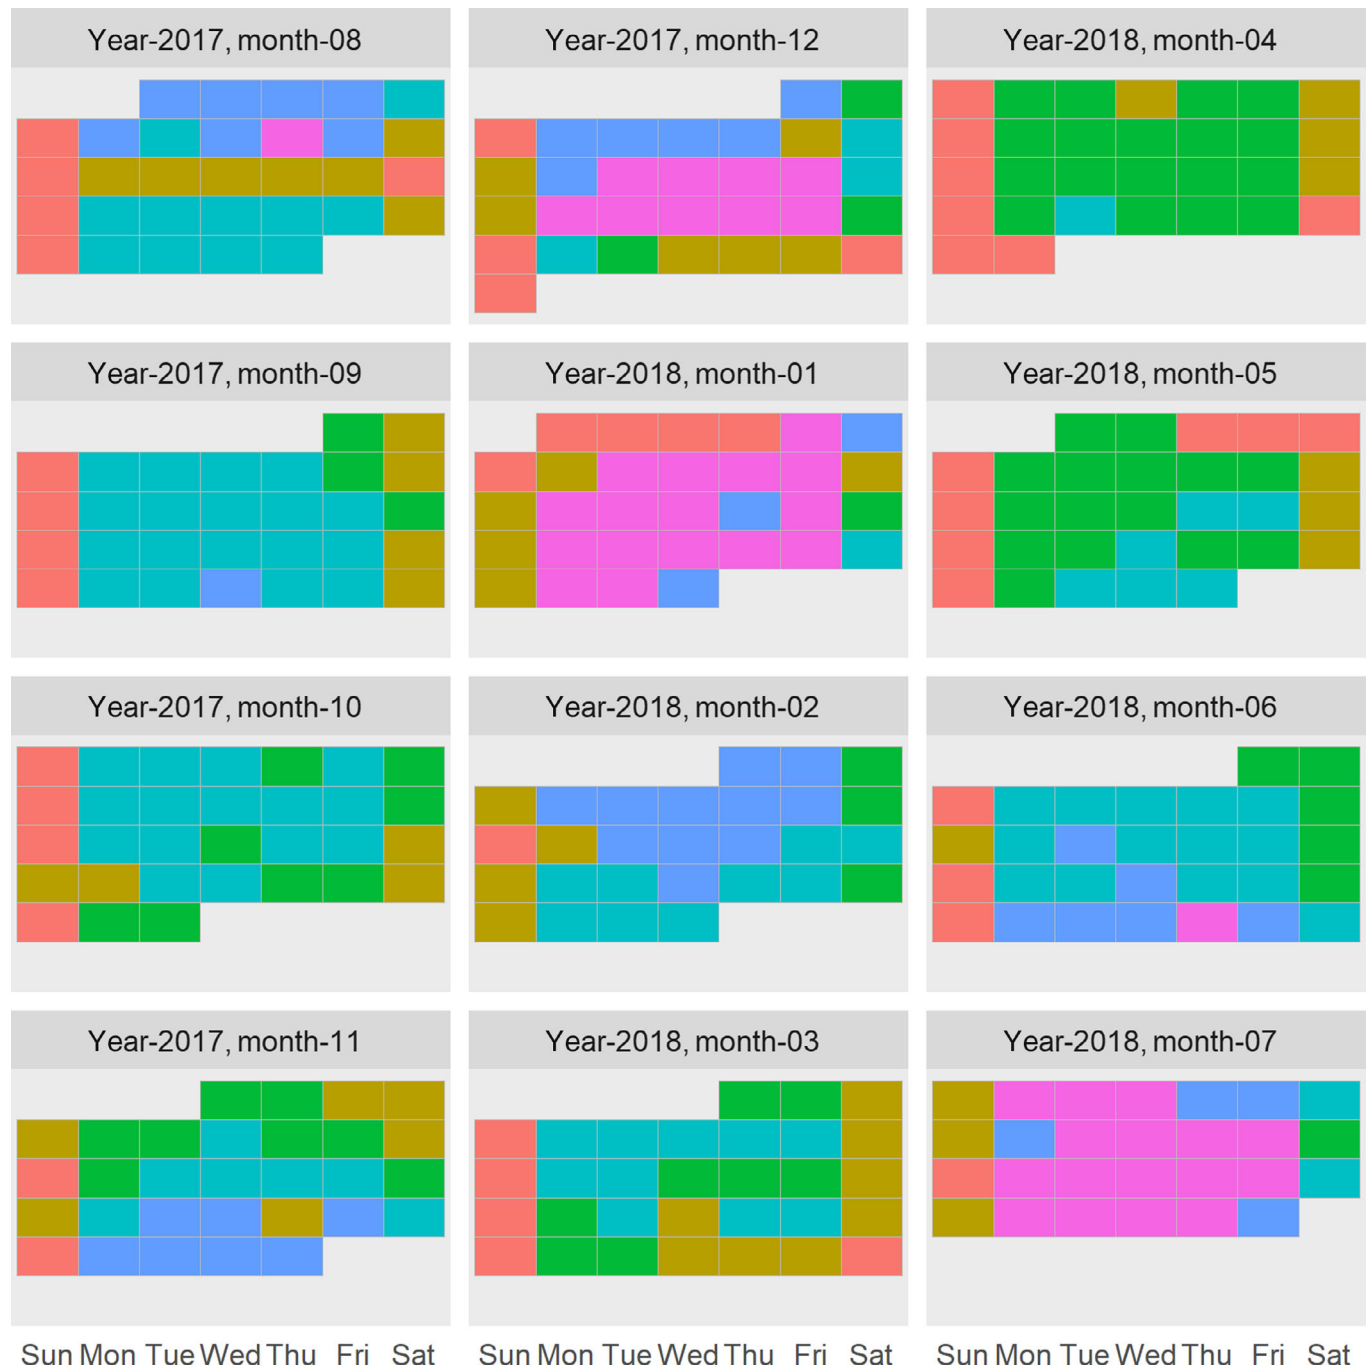 Year-2017, month-08
Year-2017, month-12
Year-2018, month-04
Year-2017, month-09
Year-2018, month-01
Year-2018, month-05
Year-2017, month-10
Year-2018, month-02
Year-2018, month-06
Year-2017, month-11
Year-2018, month-03
Year-2018, month-07
Sun Mon Tue Wed Thu Fri Sat
Sun Mon Tue Wed Thu Fri Sat
Sun Mon Tue Wed Thu Fri Sat